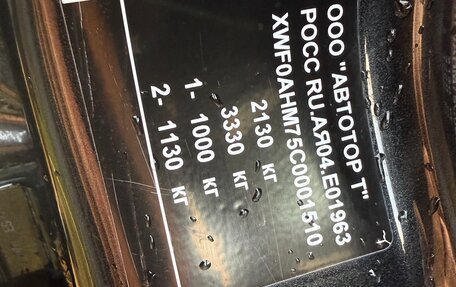 ООО "АВТОТОР Т"
РОСС RU.АЯ04.Е01963
XWF0AHM75C0001510
2130 кг
3330 кг
1- 1000 кг
2- 1130 кг